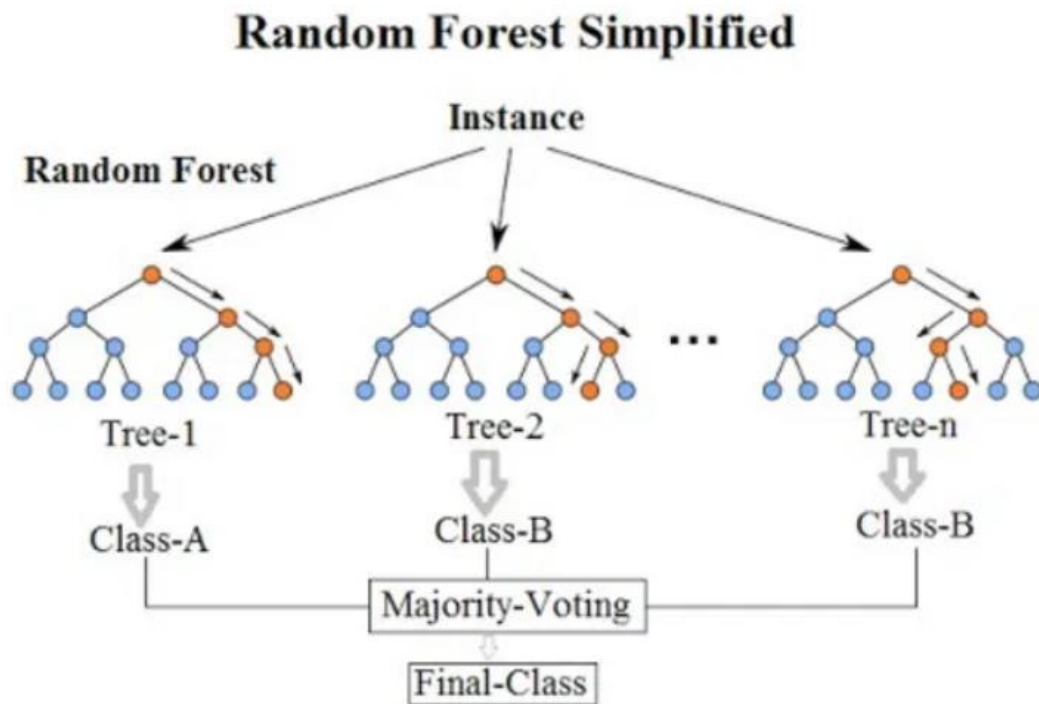 Random Forest Simplified
Instance
Random Forest
...
Tree-1
Tree-2
Tree-n
Class-A
Class-B
Class-B
Majority-Voting
Final-Class